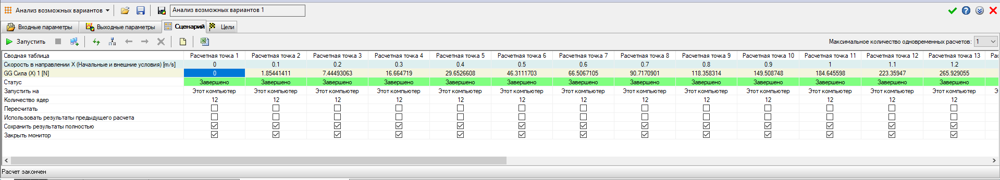 Анализ возможных вариантов Анализ возможных вариантов 1
Входные параметры Выходные параметры Сценарий Цели
Запустить Максимальное количество одновременных расчетов: 1
Сводная таблица Расчетная точка 1 Расчетная точка 2 Расчетная точка 3 Расчетная точка 4 Расчетная точка 5 Расчетная точка 6 Расчетная точка 7 Расчетная точка 8 Расчетная точка 9 Расчетная точка 10 Расчетная точка 11 Расчетная точка 12 Расчетная точка 13 Рас
Скорость в направлении X (Начальные и внешние условия) [m/s] 0 0.1 0.2 0.3 0.4 0.5 0.6 0.7 0.8 0.9 1 1.1 1.2
GG Сила (X) 1 [N] 0 1.85441411 7.44493063 16.664719 29.6526608 46.3111703 66.5067105 90.7170901 118.358314 149.508748 184.645598 223.35947 265.929055
Статус Завершено Завершено Завершено Завершено Завершено Завершено Завершено Завершено Завершено Завершено Завершено Завершено Завершено
Запустить на Этот компьютер Этот компьютер Этот компьютер Этот компьютер Этот компьютер Этот компьютер Этот компьютер Этот компьютер Этот компьютер Этот компьютер Этот компьютер Этот компьютер Этот компьютер Э
Количество ядер 12 12 12 12 12 12 12 12 12 12 12 12 12
Пересчитать
Использовать результаты предыдущего расчета
Сохранить результаты полностью
Закрыть монитор
Расчет закончен